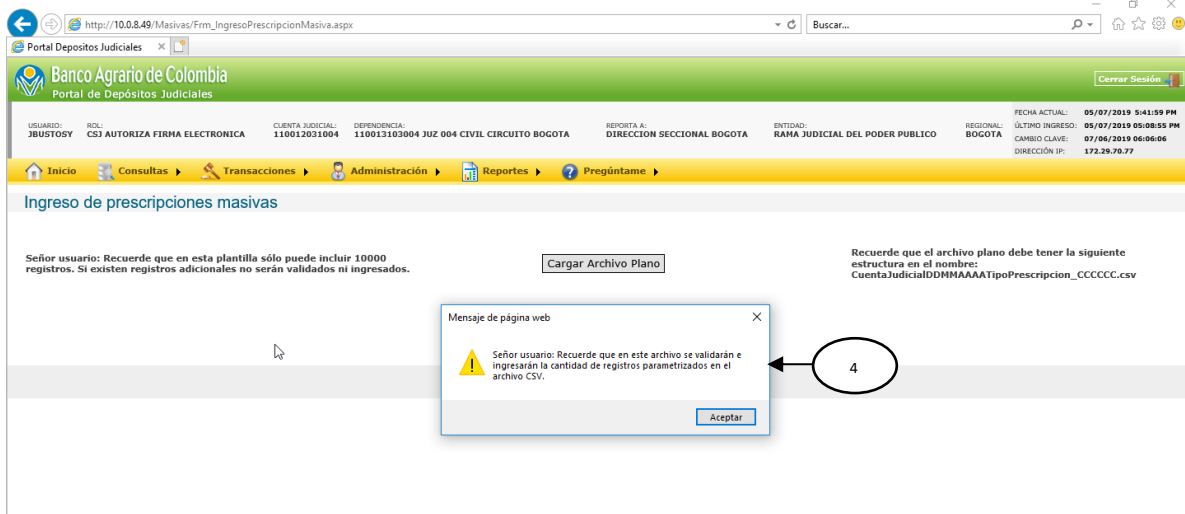 http://10.0.8.49/Masivas/Frm_IngresoPrescripcionMasiva.aspx
Buscar...
Portal Depositos Judiciales
Banco Agrario de Colombia
Portal de Depósitos Judiciales
Cerrar Sesión
USUARIO:
JBUSTOSY
ROL:
CSJ AUTORIZA FIRMA ELECTRONICA
CUENTA JUDICIAL:
110012031004
DEPENDENCIA:
110013103004 JUZ 004 CIVIL CIRCUITO BOGOTA
REPORTA A:
DIRECCION SECCIONAL BOGOTA
ENTIDAD:
RAMA JUDICIAL DEL PODER PUBLICO
REGIONAL:
BOGOTA
FECHA ACTUAL: 05/07/2019 5:41:59 PM
ÚLTIMO INGRESO: 05/07/2019 05:08:55 PM
CAMBIO CLAVE: 07/06/2019 06:06:06
DIRECCIÓN IP: 172.29.70.77
Inicio Consultas Transacciones Administración Reportes Pregúntame
Ingreso de prescripciones masivas
Señor usuario: Recuerde que en esta plantilla sólo puede incluir 10000
registros. Si existen registros adicionales no serán validados ni ingresados.
Cargar Archivo Plano
Recuerde que el archivo plano debe tener la siguiente
estructura en el nombre:
CuentaJudicialDDMMAAAATipoPrescripcion_CCCCCC.csv
Mensaje de página web
Señor usuario: Recuerde que en este archivo se validarán e
ingresarán la cantidad de registros parametrizados en el
archivo CSV.
Aceptar
4